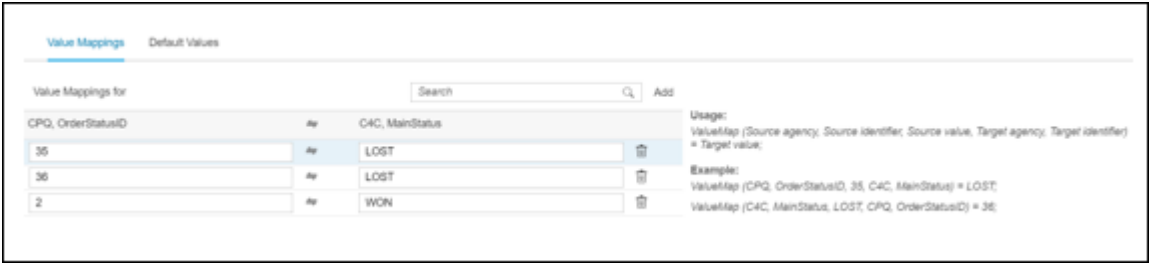 Value Mappings Default Values
Value Mappings for Search Add
CPQ, OrderStatusID C4C, MainStatus
35 LOST
36 LOST
2 WON
Usage:
ValueMap (Source agency, Source identifier, Source value, Target agency, Target identifier)
= Target value;
Example:
ValueMap (CPQ, OrderStatusID, 35, C4C, MainStatus) = LOST;
ValueMap (C4C, MainStatus, LOST, CPQ, OrderStatusID) = 36;